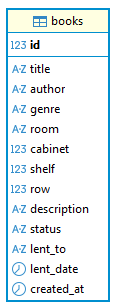 books
123 id
A-Z title
A-Z author
A-Z genre
A-Z room
123 cabinet
123 shelf
123 row
A-Z description
A-Z status
A-Z lent_to
lent_date
created_at